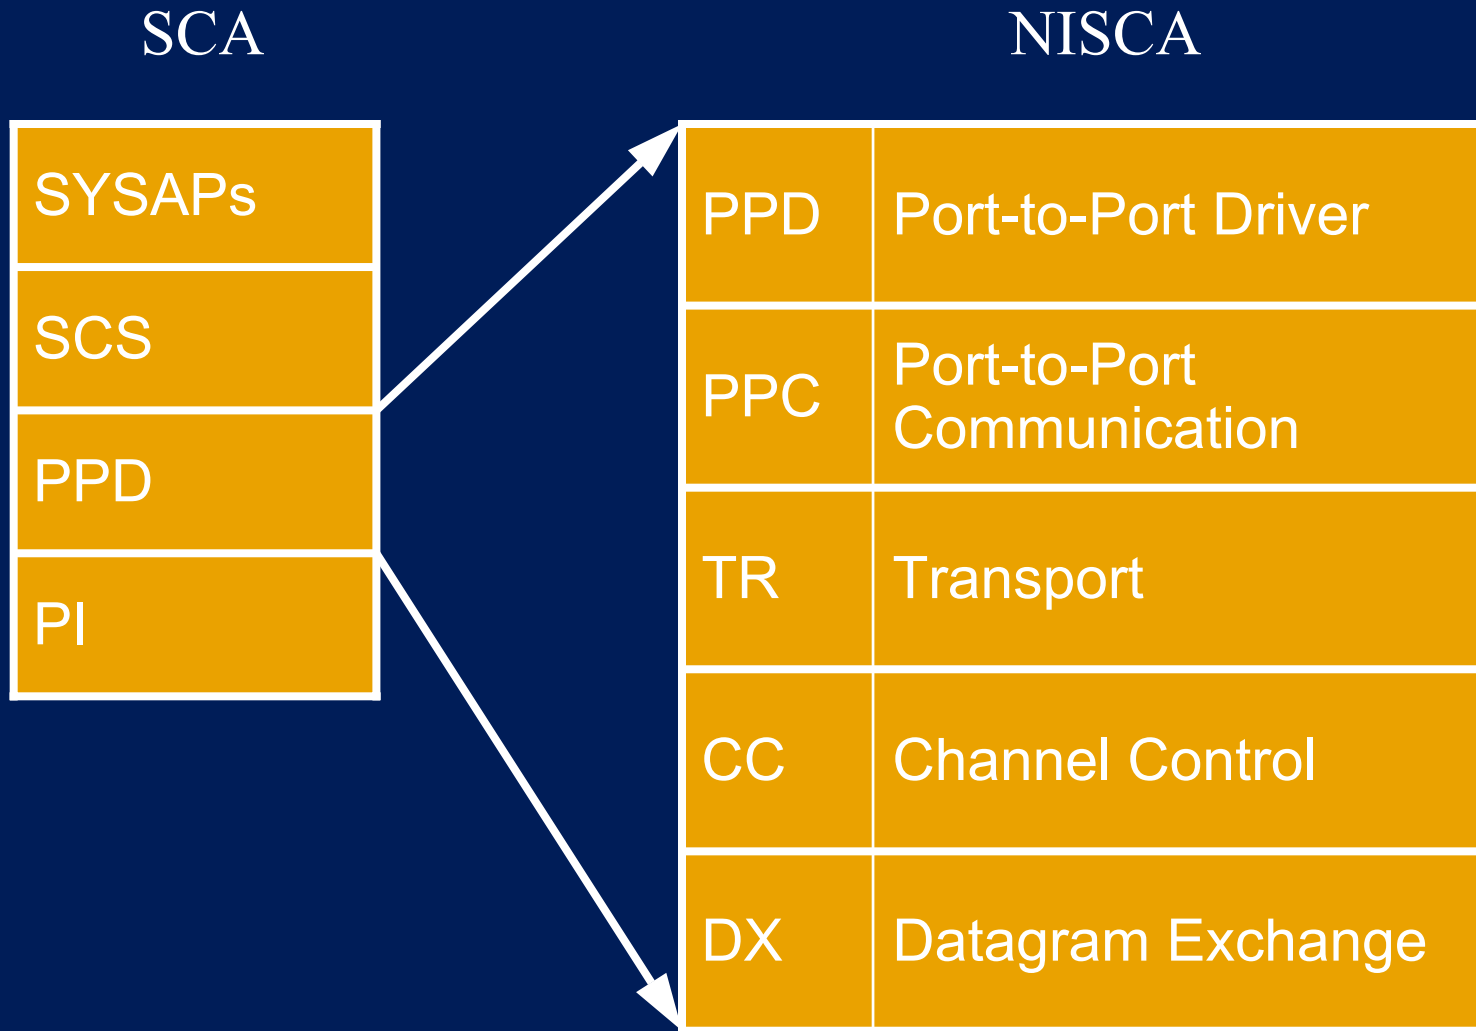 SCA
NISCA
SYSAPs
SCS
PPD
PI
PPD Port-to-Port Driver
PPC Port-to-Port
Communication
TR Transport
CC Channel Control
DX Datagram Exchange